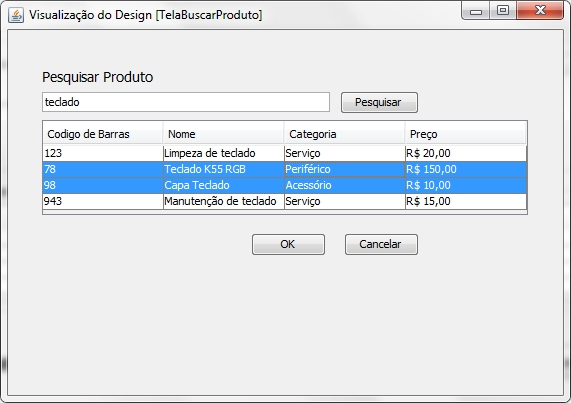 Visualização do Design [TelaBuscarProduto]
Pesquisar Produto
teclado Pesquisar
Codigo de Barras Nome Categoria Preço
123 Limpeza de teclado Serviço R$ 20,00
78 Teclado K55 RGB Periférico R$ 150,00
98 Capa Teclado Acessório R$ 10,00
943 Manutenção de teclado Serviço R$ 15,00
OK Cancelar